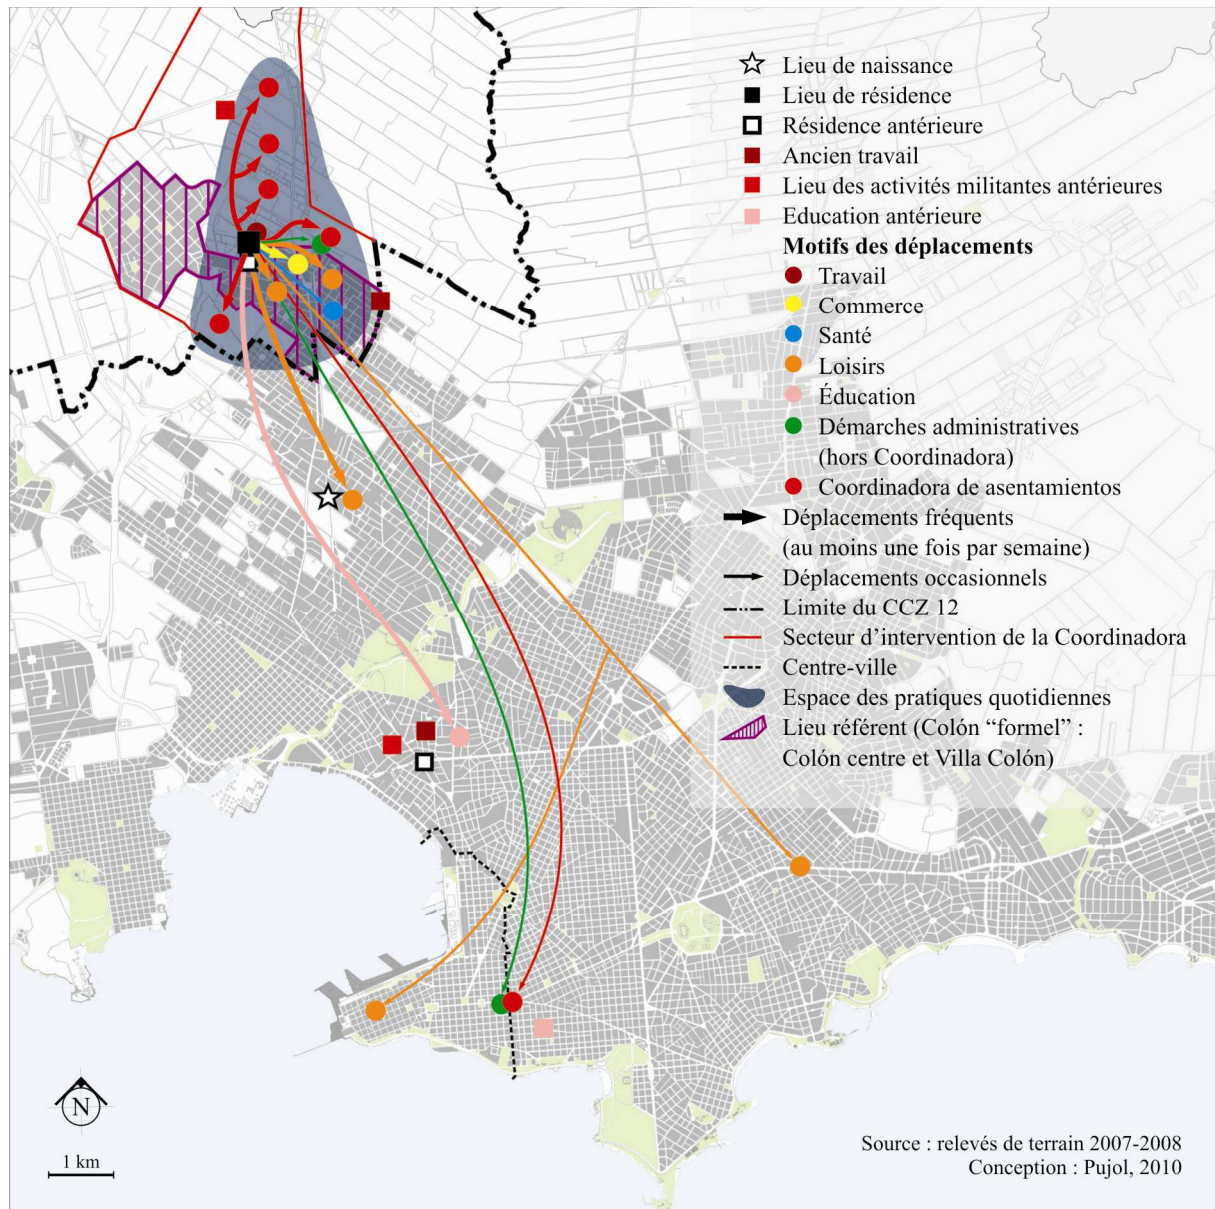 Lieu de naissance
Lieu de résidence
Résidence antérieure
Ancien travail
Lieu des activités militantes antérieures
Education antérieure
Motifs des déplacements
Travail
Commerce
Santé
Loisirs
Éducation
Démarches administratives
(hors Coordinadora)
Coordinadora de asentamientos
Déplacements fréquents
(au moins une fois par semaine)
Déplacements occasionnels
Limite du CCZ 12
Secteur d’intervention de la Coordinadora
Centre-ville
Espace des pratiques quotidiennes
Lieu référent (Colón “formel” :
Colón centre et Villa Colón)
N
1 km
Source : relevés de terrain 2007-2008
Conception : Pujol, 2010